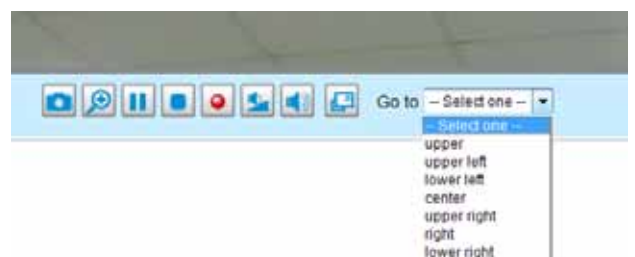 Go to -- Select one --
-- Select one --
upper
upper left
lower left
center
upper right
right
lower right